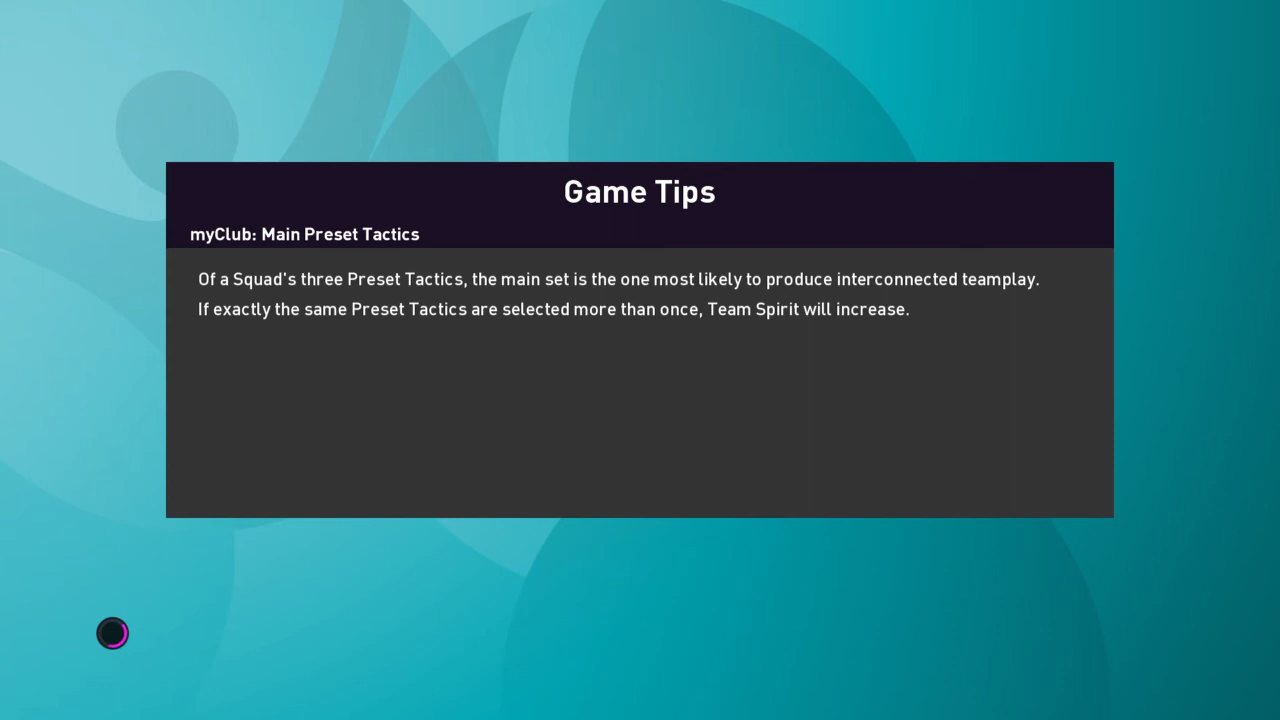 Game Tips
myClub: Main Preset Tactics
Of a Squad's three Preset Tactics, the main set is the one most likely to produce interconnected teamplay.
If exactly the same Preset Tactics are selected more than once, Team Spirit will increase.